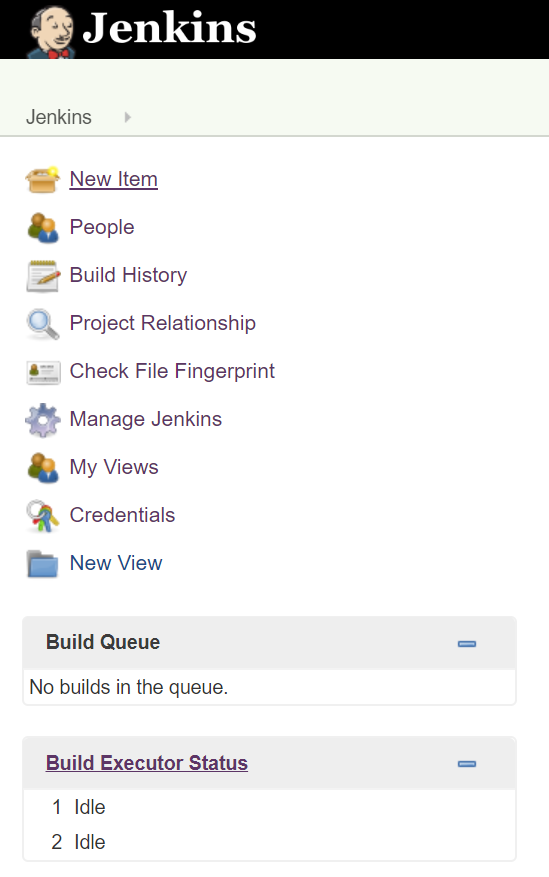 Jenkins
Jenkins
New Item
People
Build History
Project Relationship
Check File Fingerprint
Manage Jenkins
My Views
Credentials
New View
Build Queue
No builds in the queue.
Build Executor Status
1 Idle
2 Idle